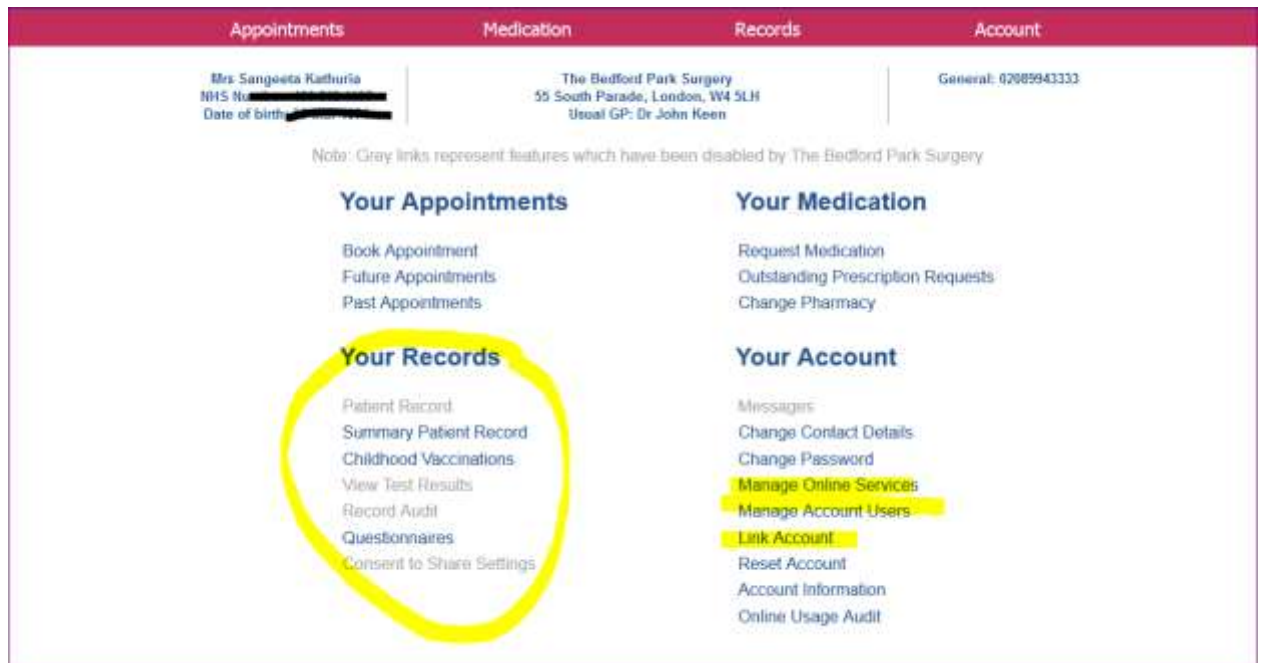 Appointments Medication Records Account
Mrs Sangeeta Kathuria
NHS
Date of birth
The Bedford Park Surgery
55 South Parade, London, W4 5LH
Usual GP: Dr John Keen
General: 02089943333
Note: Gray links represent features which have been disabled by The Bedford Park Surgery
Your Appointments
Book Appointment
Future Appointments
Past Appointments
Your Medication
Request Medication
Outstanding Prescription Requests
Change Pharmacy
Your Records
Patient Record
Summary Patient Record
Childhood Vaccinations
View Test Results
Record Audit
Questionnaires
Consent to Share Settings
Your Account
Messages
Change Contact Details
Change Password
Manage Online Services
Manage Account Users
Link Account
Reset Account
Account Information
Online Usage Audit